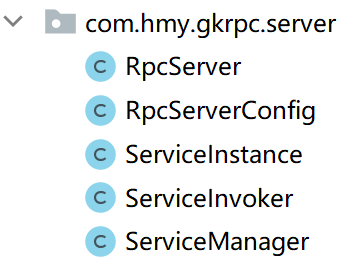 com.hmy.gkrpc.server
C RpcServer
C RpcServerConfig
C ServiceInstance
C ServiceInvoker
C ServiceManager